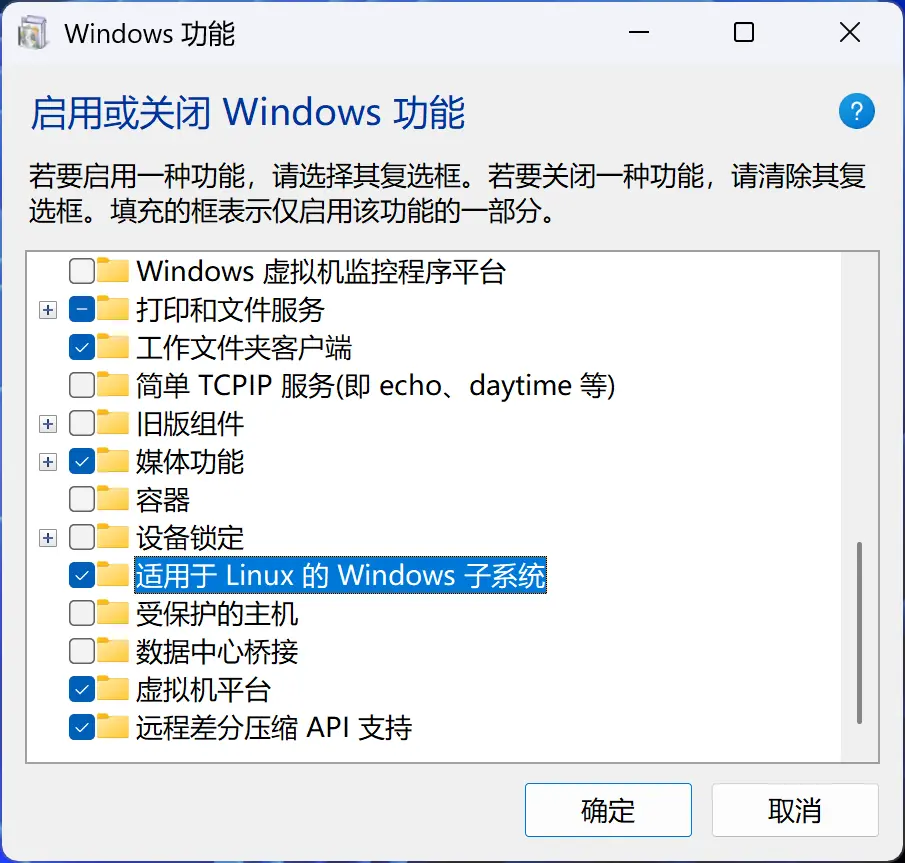 Windows 功能
启用或关闭 Windows 功能
?
若要启用一种功能，请选择其复选框。若要关闭一种功能，请清除其复
选框。填充的框表示仅启用该功能的一部分。
Windows 虚拟机监控程序平台
打印和文件服务
工作文件夹客户端
简单 TCPIP 服务(即 echo、daytime 等)
旧版组件
媒体功能
容器
设备锁定
适用于 Linux 的 Windows 子系统
受保护的主机
数据中心桥接
虚拟机平台
远程差分压缩 API 支持
确定
取消